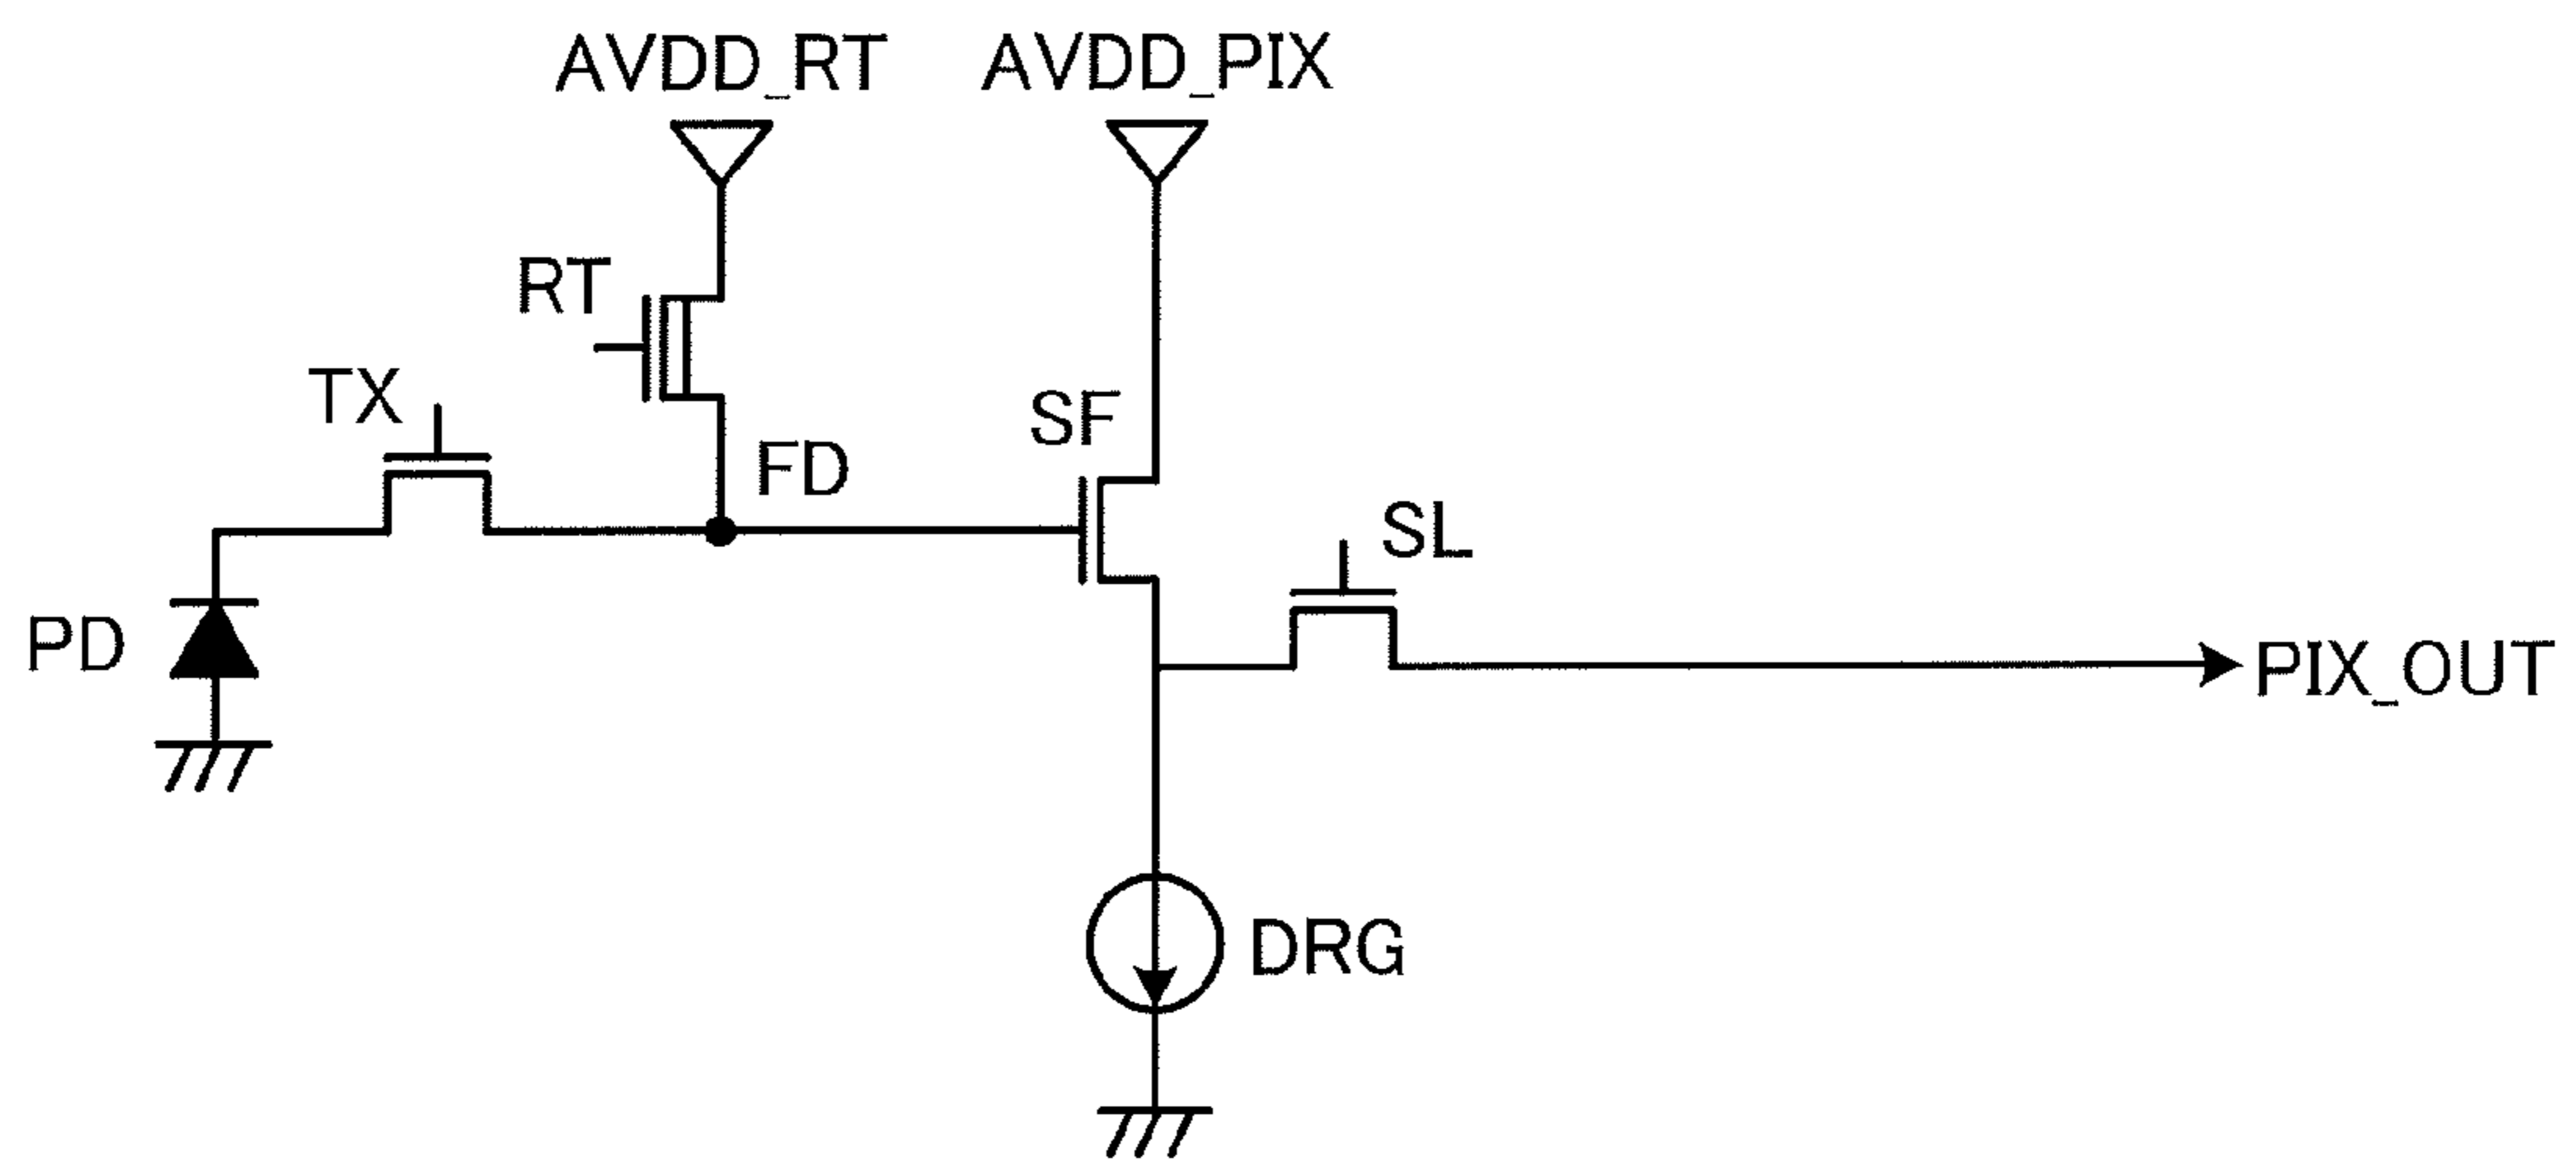 AVDD_RT
AVDD_PIX
RT
TX
FD
SF
SL
PD
PIX_OUT
DRG